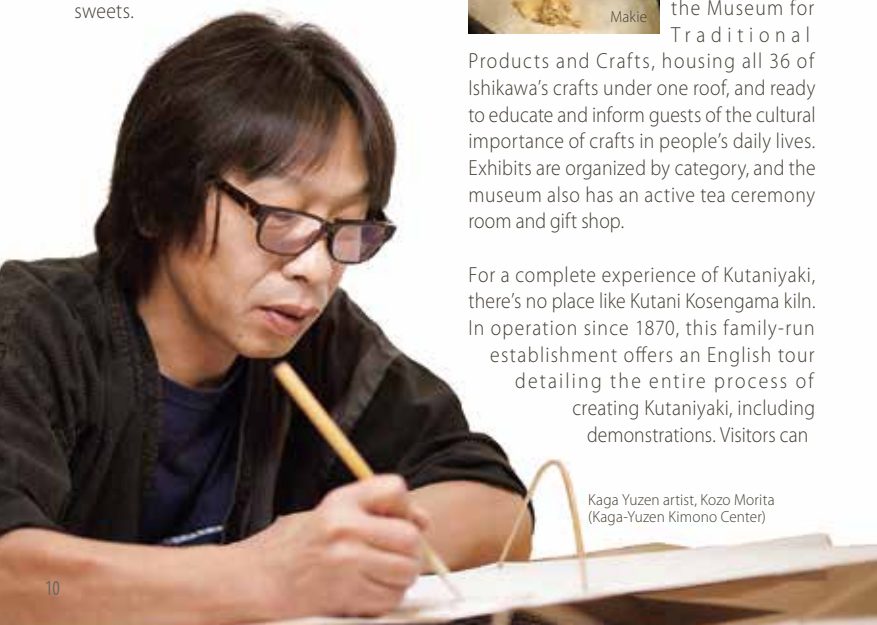 sweets.
Makie
the Museum for
Traditional
Products and Crafts, housing all 36 of
Ishikawa's crafts under one roof, and ready
to educate and inform guests of the cultural
importance of crafts in people's daily lives.
Exhibits are organized by category, and the
museum also has an active tea ceremony
room and gift shop.
For a complete experience of Kutaniyaki,
there's no place like Kutani Kosengama kiln.
In operation since 1870, this family-run
establishment offers an English tour
detailing the entire process of
creating Kutaniyaki, including
demonstrations. Visitors can
Kaga Yuzen artist, Kozo Morita
(Kaga-Yuzen Kimono Center)
10